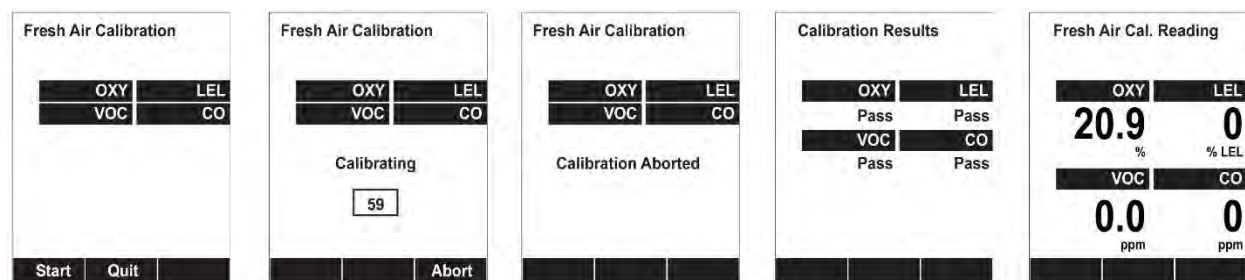 Fresh Air Calibration
OXY LEL
VOC CO
Start Quit
Fresh Air Calibration
OXY LEL
VOC CO
Calibrating
59
Abort
Fresh Air Calibration
OXY LEL
VOC CO
Calibration Aborted
Calibration Results
OXY LEL
Pass Pass
VOC CO
Pass Pass
Fresh Air Cal. Reading
OXY LEL
20.9 0
% % LEL
VOC CO
0.0 0
ppm ppm